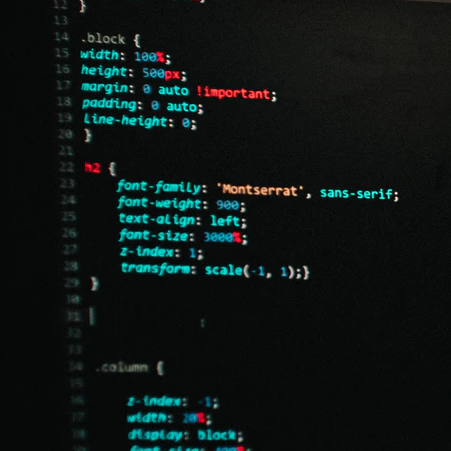 12 }
13
14 .block {
15 width: 100%;
16 height: 500px;
17 margin: 0 auto !important;
18 padding: 0 auto;
19 line-height: 0;
20 }
21
22 h2 {
23 font-family: 'Montserrat', sans-serif;
24 font-weight: 900;
25 text-align: left;
26 font-size: 3000%;
27 z-index: 1;
28 transform: scale(-1, 1);}
29 }
30
31
32
33
34 .column {
35
36 z-index: -1;
37 width: 20%;
38 display: block;
font-size: 400%;